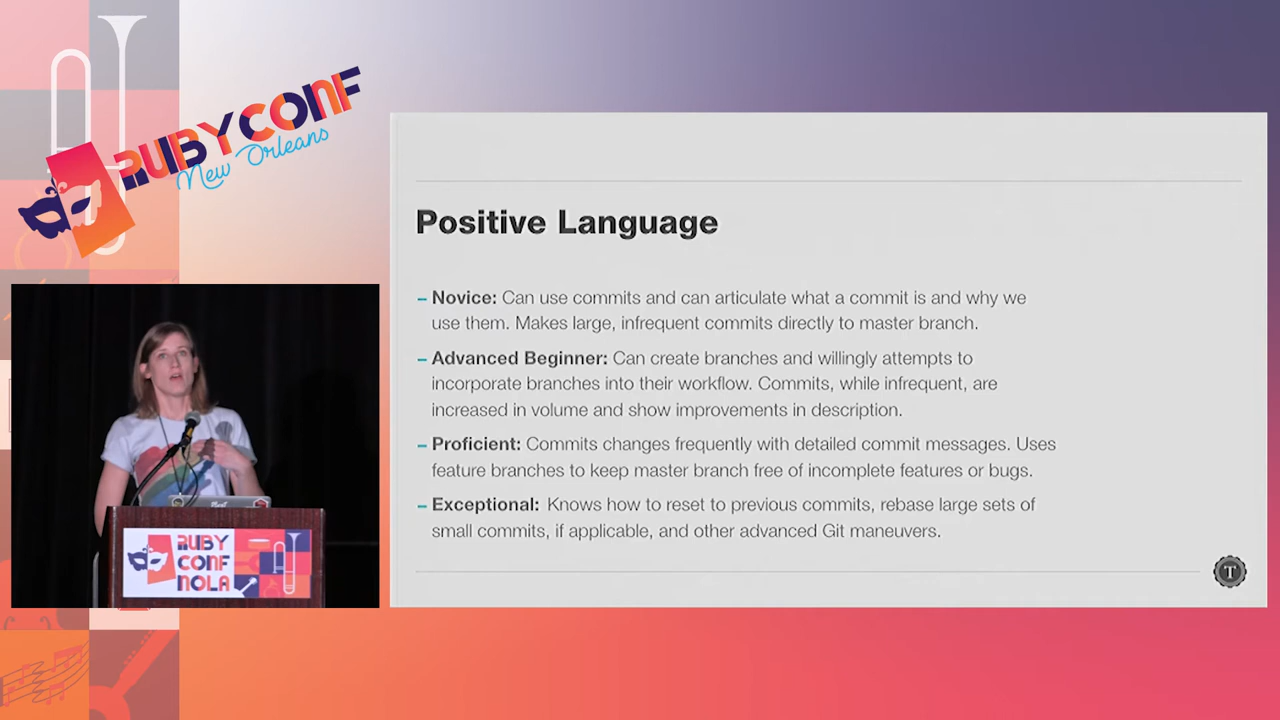 RUBYCONF
New Orleans
Positive Language
– Novice: Can use commits and can articulate what a commit is and why we
use them. Makes large, infrequent commits directly to master branch.
– Advanced Beginner: Can create branches and willingly attempts to
incorporate branches into their workflow. Commits, while infrequent, are
increased in volume and show improvements in description.
– Proficient: Commits changes frequently with detailed commit messages. Uses
feature branches to keep master branch free of incomplete features or bugs.
– Exceptional: Knows how to reset to previous commits, rebase large sets of
small commits, if applicable, and other advanced Git maneuvers.
T
RUBY
CONF
NOLA